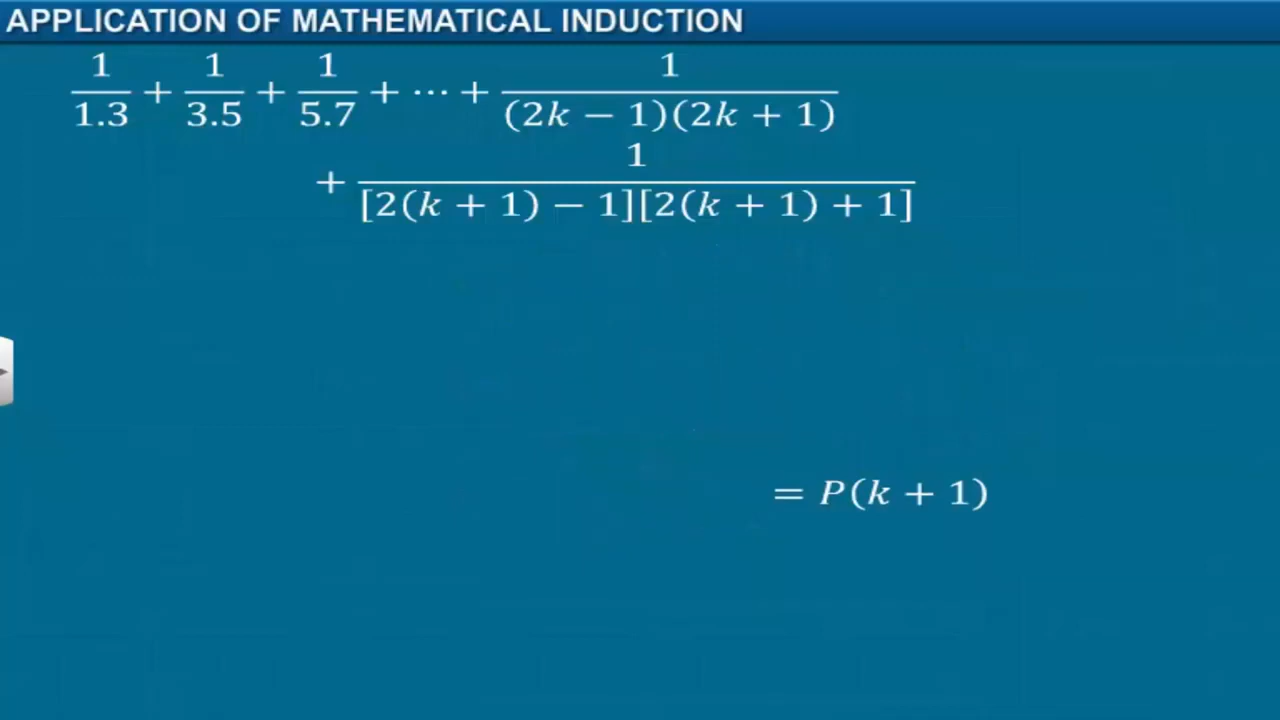 APPLICATION OF MATHEMATICAL INDUCTION
1/1.3 + 1/3.5 + 1/5.7 + ⋯ + 1/(2k − 1)(2k + 1)
+ 1/[2(k + 1) − 1][2(k + 1) + 1]
= P(k + 1)